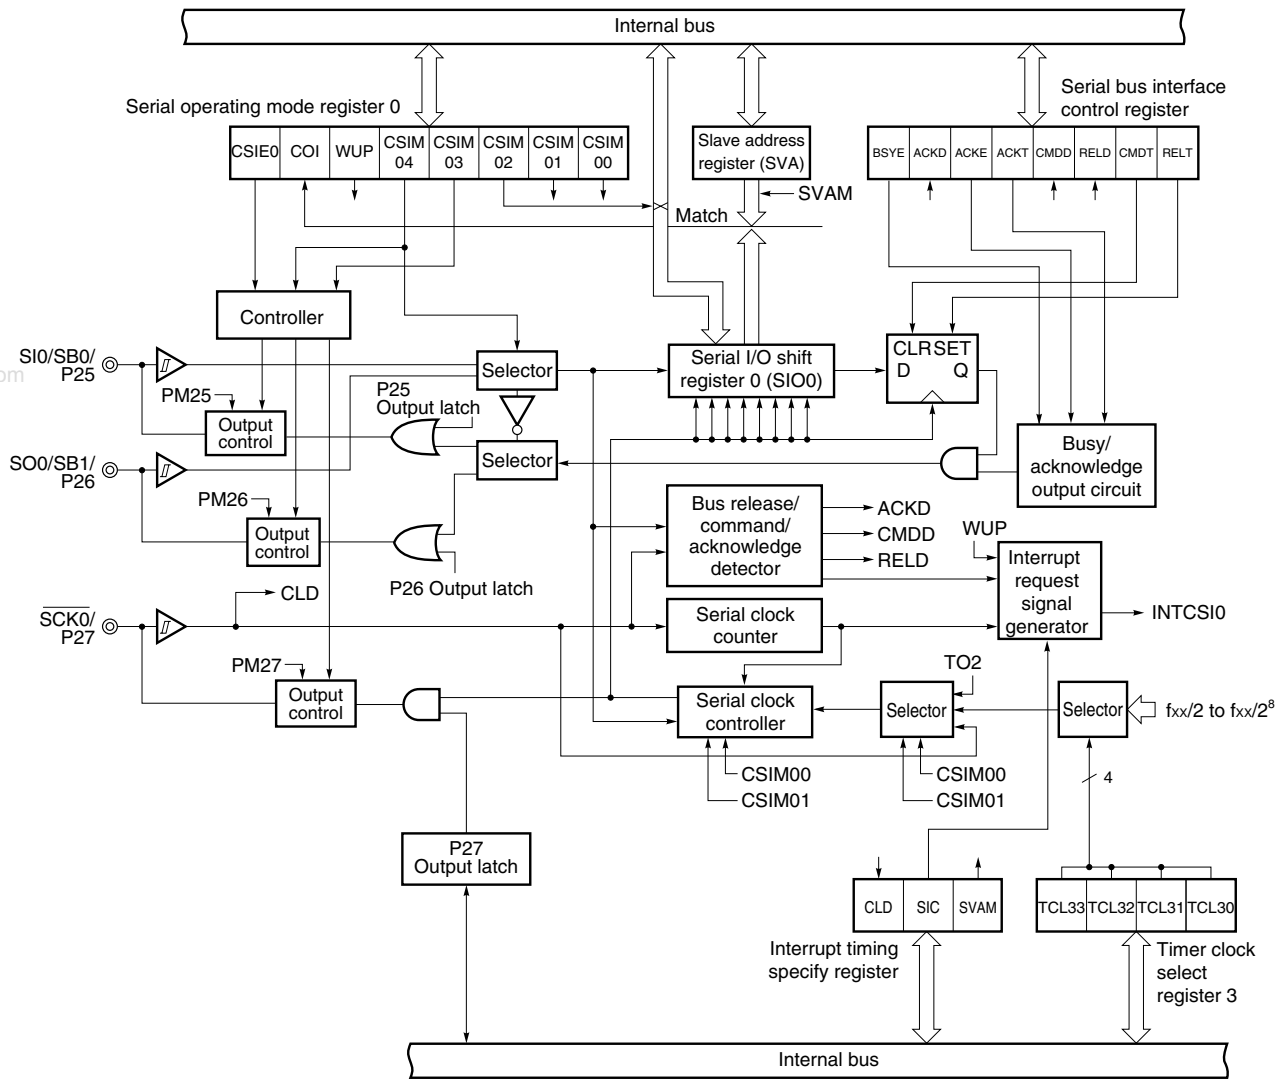 Internal bus
Serial operating mode register 0
Serial bus interface
control register
CSIE0 COI WUP CSIM 04 CSIM 03 CSIM 02 CSIM 01 CSIM 00
Slave address
register (SVA)
BSYE ACKD ACKE ACKT CMDD RELD CMDT RELT
SVAM
Match
Controller
SI0/SB0/
P25
om
Selector
Serial I/O shift
register 0 (SIO0)
CLR SET
D Q
PM25
Output
control
P25
Output latch
SO0/SB1/
P26
Selector
Busy/
acknowledge
output circuit
PM26
Output
control
P26 Output latch
Bus release/
command/
acknowledge
detector
ACKD
CMDD
RELD
WUP
Interrupt
request
signal
generator
INTCSI0
CLD
SCK0/
P27
Serial clock
counter
PM27
Output
control
Serial clock
controller
TO2
Selector
Selector
fxx/2 to fxx/2⁸
CSIM00
CSIM01
CSIM00
CSIM01
4
P27
Output latch
CLD SIC SVAM
TCL33 TCL32 TCL31 TCL30
Interrupt timing
specify register
Timer clock
select
register 3
Internal bus